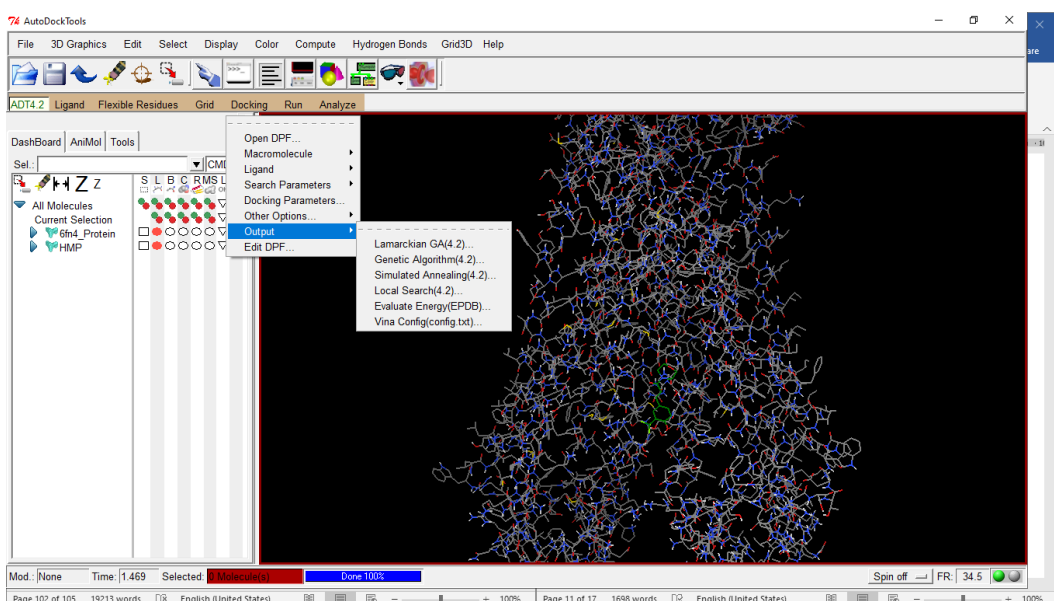 AutoDockTools
are
File 3D Graphics Edit Select Display Color Compute Hydrogen Bonds Grid3D Help
ADT4.2 Ligand Flexible Residues Grid Docking Run Analyze
DashBoard AniMol Tools
Sel.: CMD
S L B C R MS L
Z Z
All Molecules
Current Selection
6fn4_Protein
HMP
Open DPF...
Macromolecule
Ligand
Search Parameters
Docking Parameters...
Other Options...
Output
Edit DPF...
Lamarckian GA(4.2)...
Genetic Algorithm(4.2)...
Simulated Annealing(4.2)...
Local Search(4.2)...
Evaluate Energy(EPDB)...
Vina Config(config.txt)...
Mod.: None Time: 1.469 Selected: 0 Molecule(s) Done 100% Spin off FR: 34.5
Page 102 of 105 19213 words English (United States) 100% Page 11 of 17 1698 words English (United States) 100%